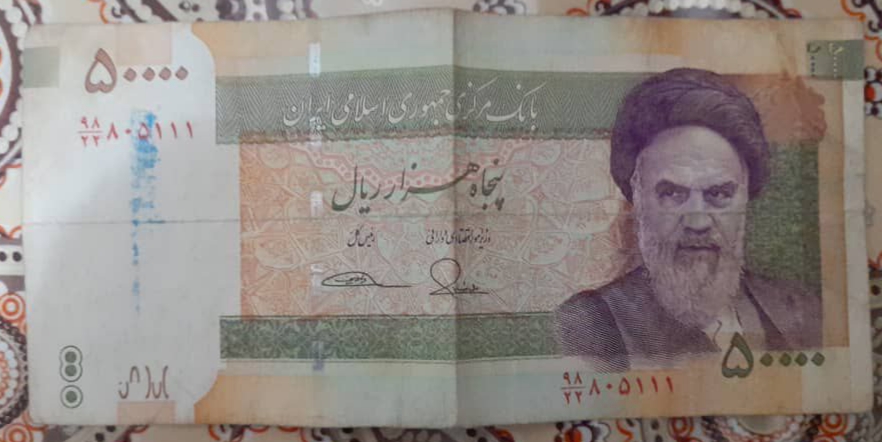 ۵۰۰۰۰
بانک مرکزی جمهوری اسلامی ایران
۹۸
۲۲ ۸۰۵۱۱۱
پنجاه هزار ریال
وزیر امور اقتصادی و دارائی
رئیس کل
۵۰۰۰۰
۹۸
۲۲ ۸۰۵۱۱۱